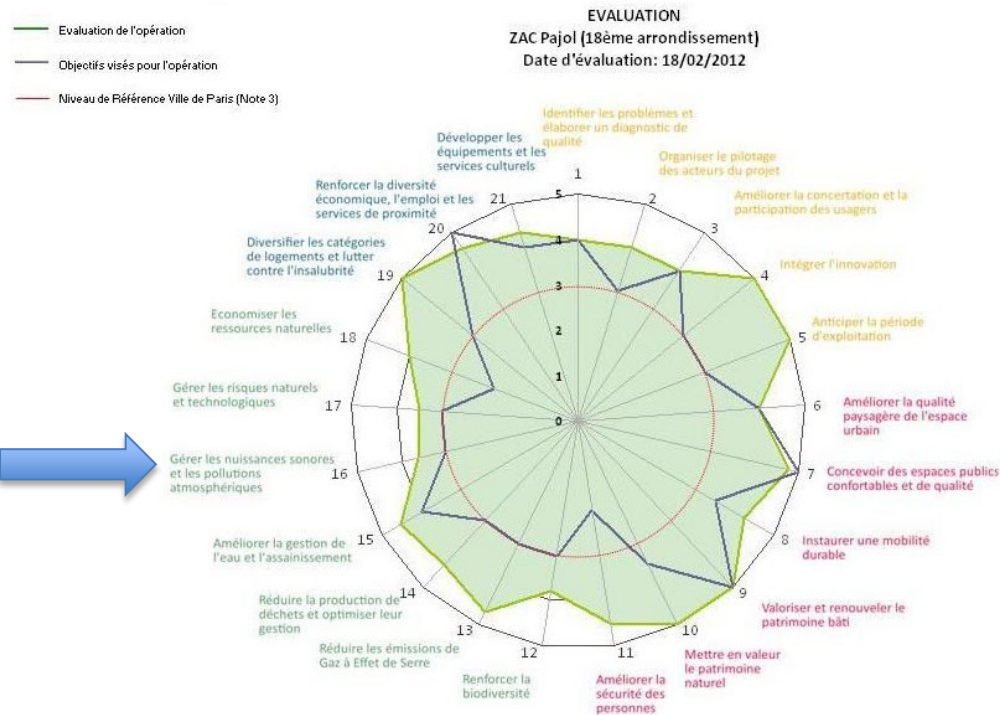 Evaluation de l'opération
Objectifs visés pour l'opération
Niveau de Référence Ville de Paris (Note 3)
EVALUATION
ZAC Pajol (18ème arrondissement)
Date d'évaluation: 18/02/2012
Identifier les problèmes et
élaborer un diagnostic de
qualité
1
Organiser le pilotage
des acteurs du projet
2
Améliorer la concertation et la
participation des usagers
3
Intégrer l'innovation
4
Anticiper la période
d'exploitation
5
Améliorer la qualité
paysagère de l'espace
urbain
6
Concevoir des espaces publics
confortables et de qualité
7
Instaurer une mobilité
durable
8
Valoriser et renouveler le
patrimoine bâti
9
Mettre en valeur
le patrimoine
naturel
10
Améliorer la
sécurité des
personnes
11
Renforcer la
biodiversité
12
Réduire les émissions de
Gaz à Effet de Serre
13
Réduire la production de
déchets et optimiser leur
gestion
14
Améliorer la gestion de
l'eau et l'assainissement
15
Gérer les nuissances sonores
et les pollutions
atmosphériques
16
Gérer les risques naturels
et technologiques
17
Economiser les
ressources naturelles
18
Diversifier les catégories
de logements et lutter
contre l'insalubrité
19
Renforcer la diversité
économique, l'emploi et les
services de proximité
20
Développer les
équipements et les
services culturels
21
5
4
3
2
1
0